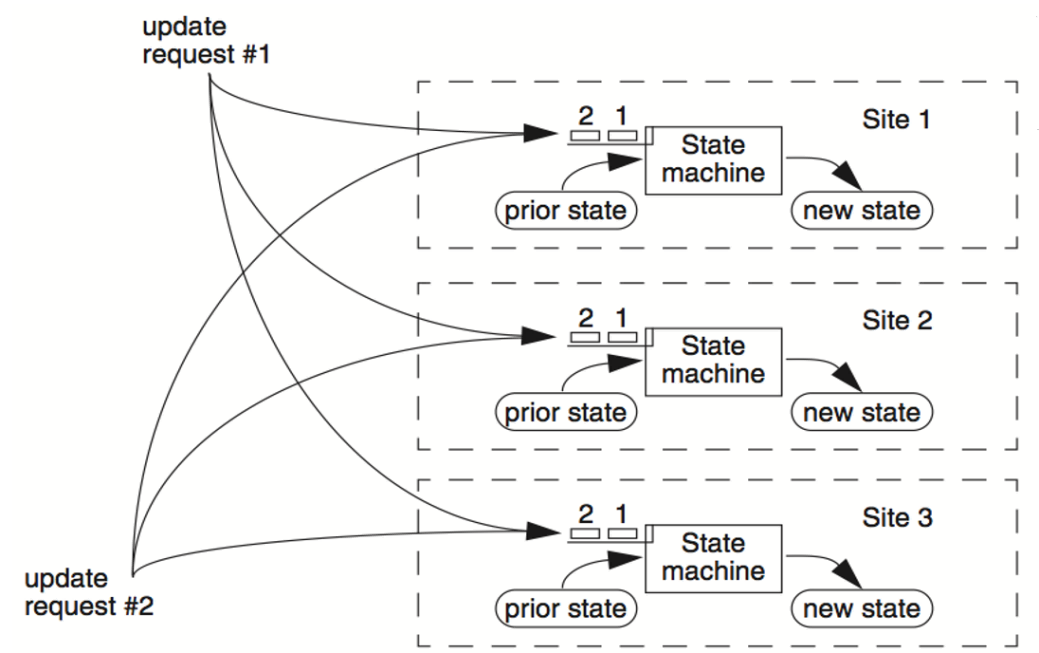 update
request #1
2 1
Site 1
State
machine
prior state
new state
2 1
Site 2
State
machine
prior state
new state
2 1
Site 3
State
machine
prior state
new state
update
request #2